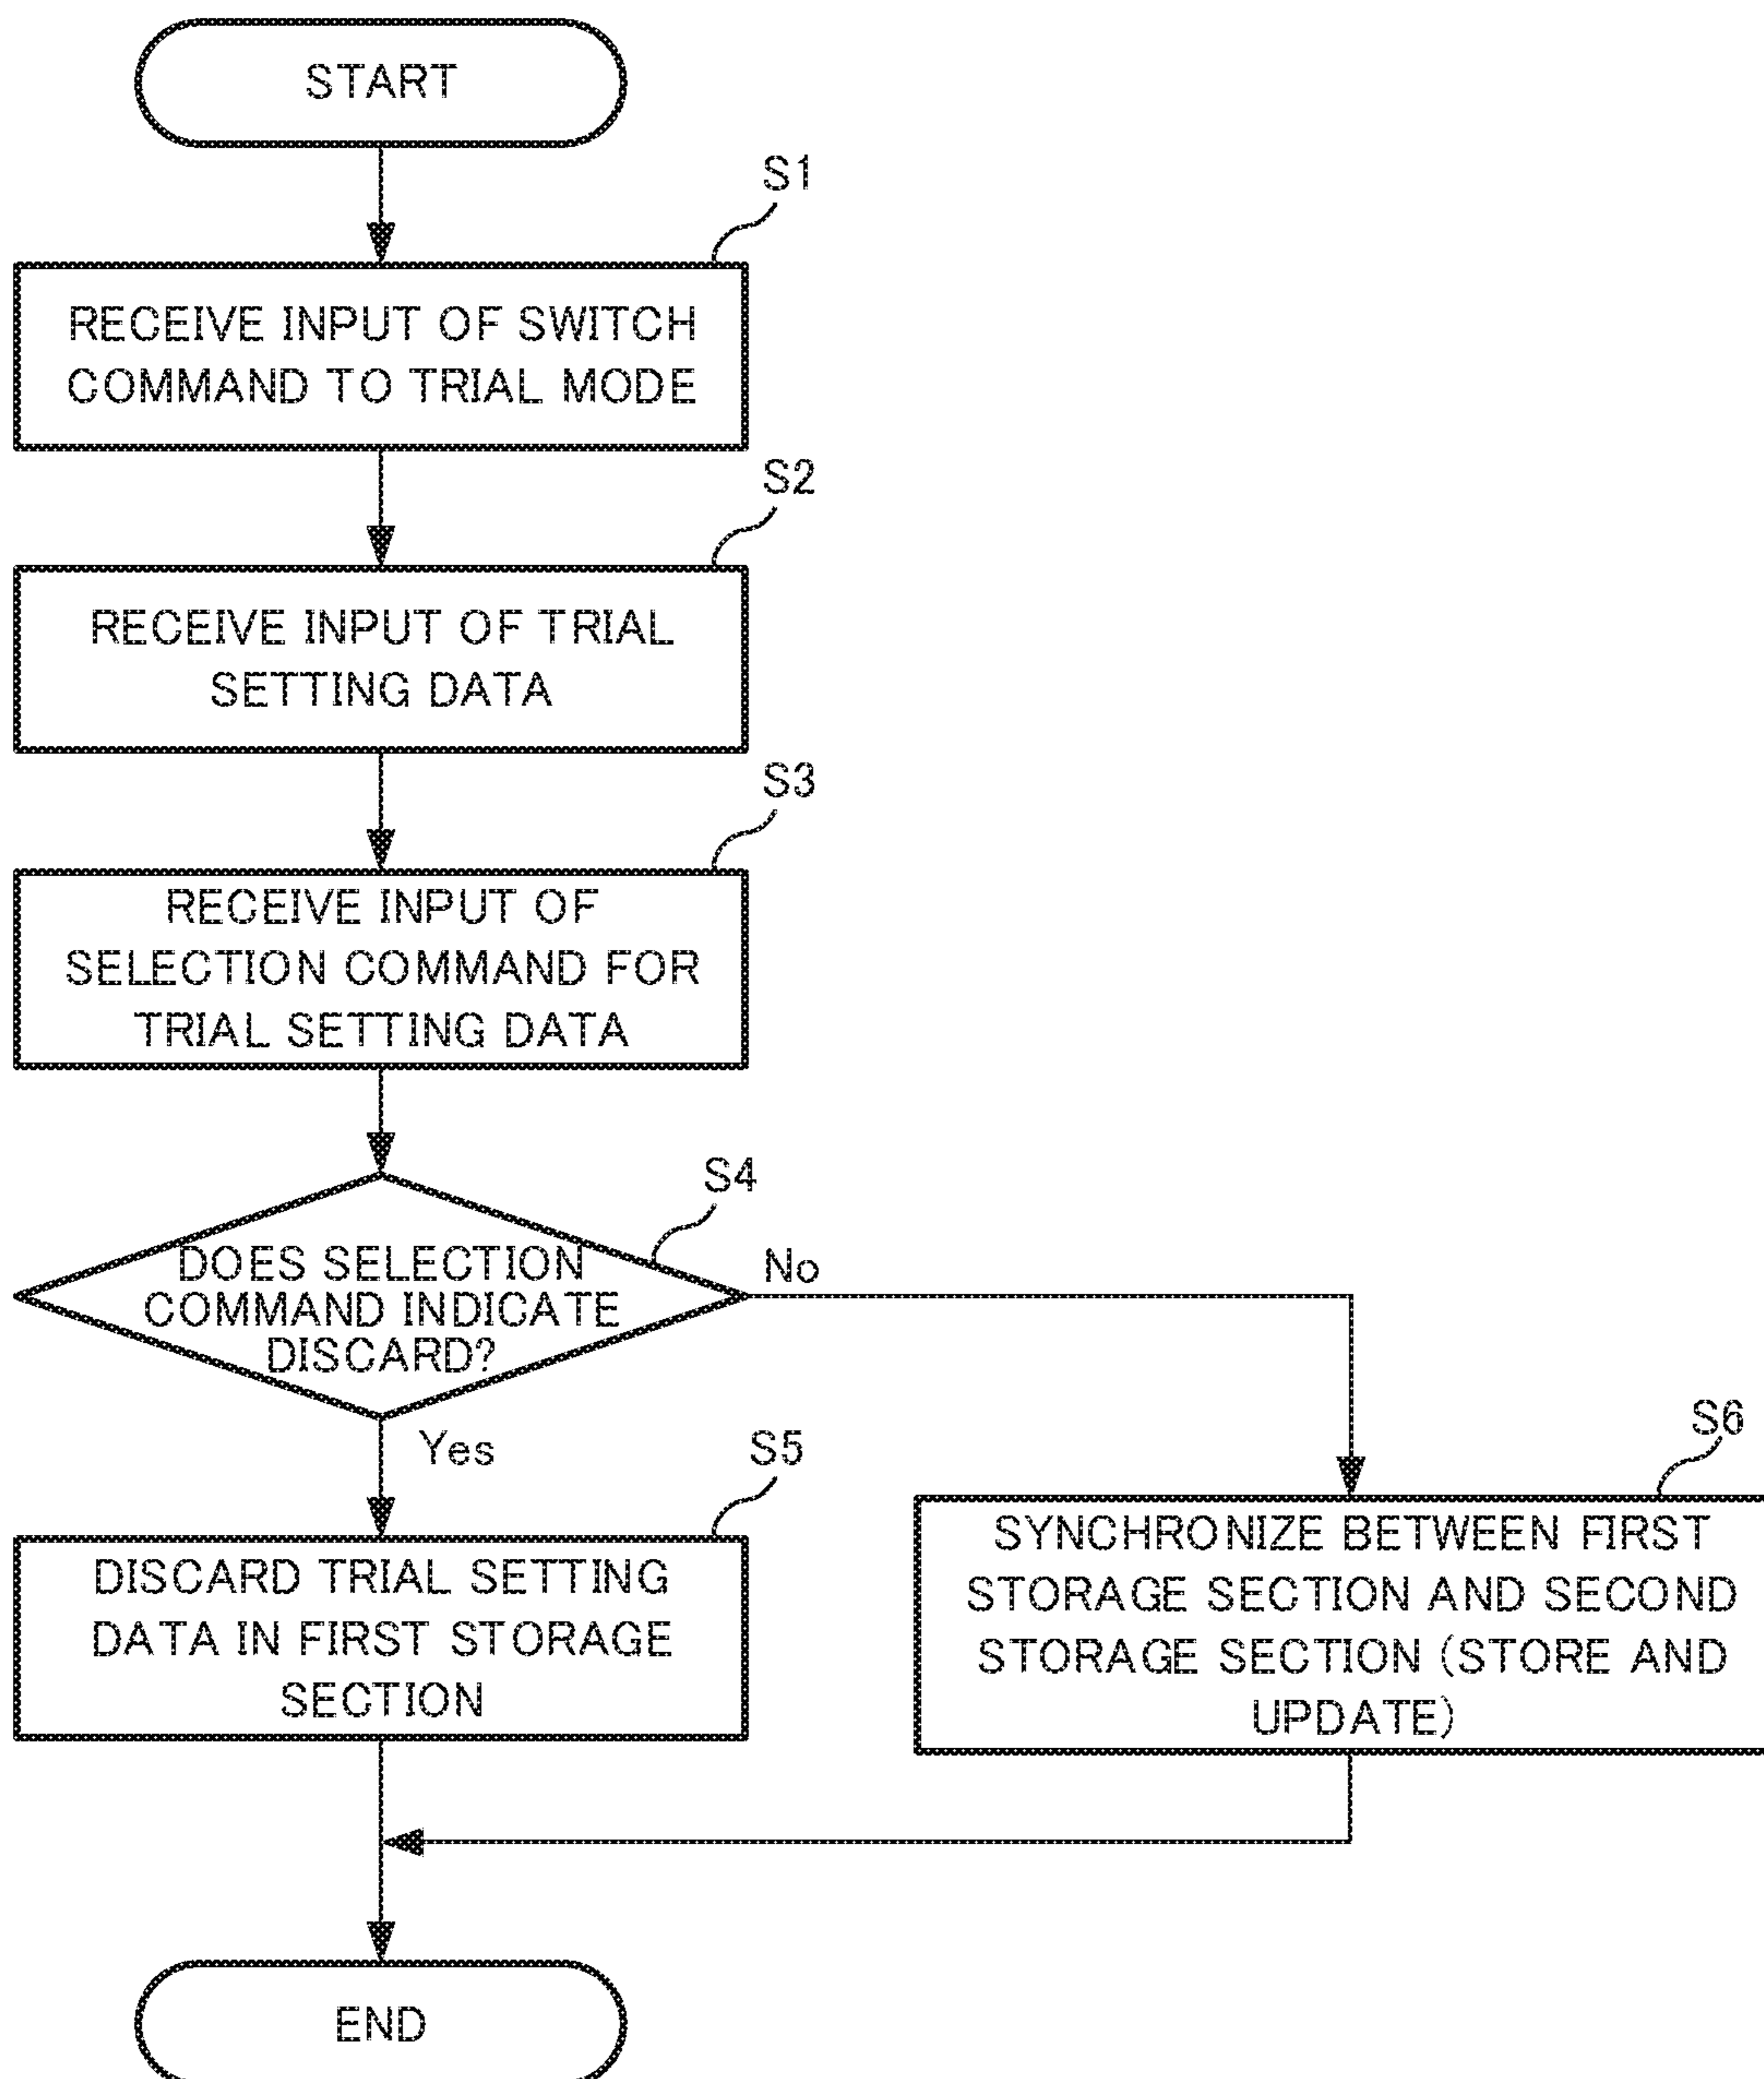 START
S1
RECEIVE INPUT OF SWITCH
COMMAND TO TRIAL MODE
S2
RECEIVE INPUT OF TRIAL
SETTING DATA
S3
RECEIVE INPUT OF
SELECTION COMMAND FOR
TRIAL SETTING DATA
S4
DOES SELECTION
COMMAND INDICATE
DISCARD?
No
Yes
S5
DISCARD TRIAL SETTING
DATA IN FIRST STORAGE
SECTION
S6
SYNCHRONIZE BETWEEN FIRST
STORAGE SECTION AND SECOND
STORAGE SECTION (STORE AND
UPDATE)
END